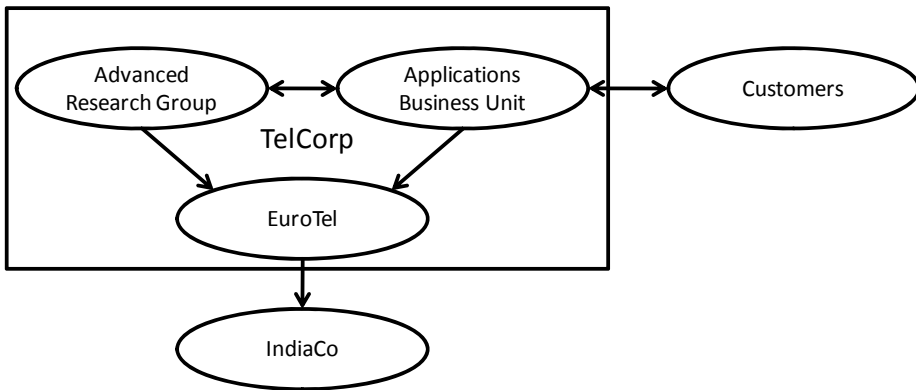 Advanced
Research Group
Applications
Business Unit
Customers
TelCorp
EuroTel
IndiaCo